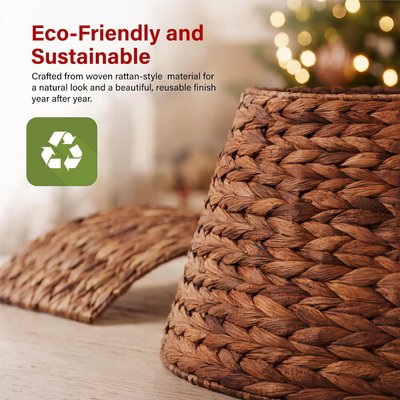 Eco-Friendly and
Sustainable
Crafted from woven rattan-style material for
a natural look and a beautiful, reusable finish
year after year.